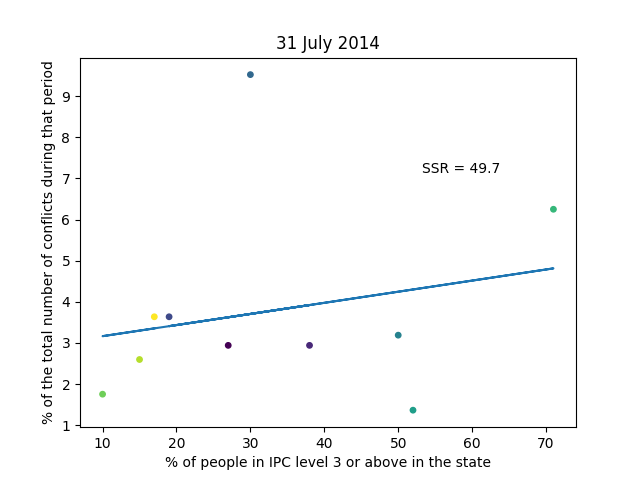 31 July 2014
% of the total number of conflicts during that period
9
8
7
6
5
4
3
2
1
SSR = 49.7
10 20 30 40 50 60 70
% of people in IPC level 3 or above in the state